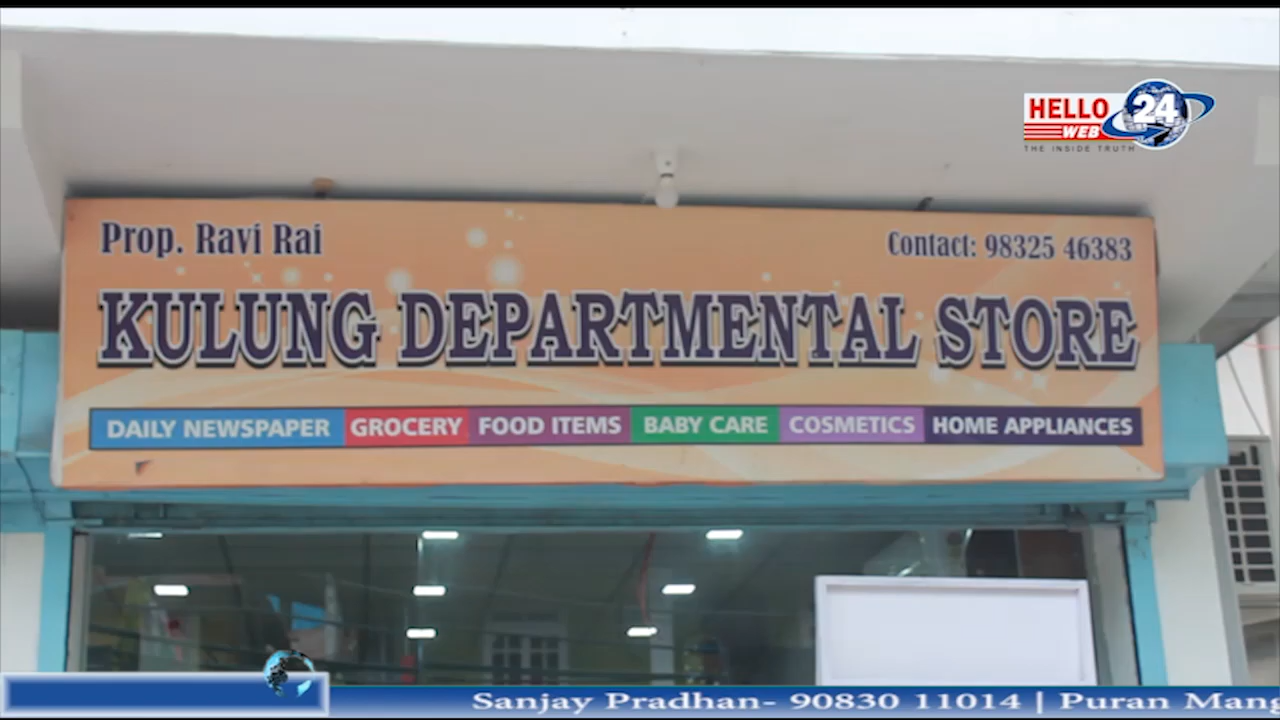 HELLO 24
WEB
THE INSIDE TRUTH
Prop. Ravi Rai Contact: 98325 46383
KULUNG DEPARTMENTAL STORE
DAILY NEWSPAPER GROCERY FOOD ITEMS BABY CARE COSMETICS HOME APPLIANCES
Sanjay Pradhan- 90830 11014 | Puran Mang